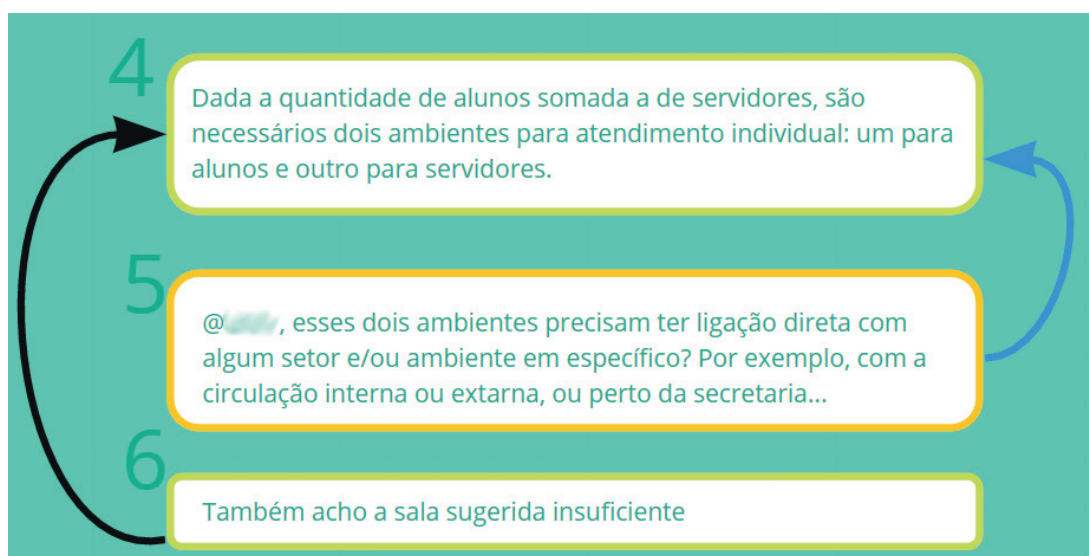 4
Dada a quantidade de alunos somada a de servidores, são
necessários dois ambientes para atendimento individual: um para
alunos e outro para servidores.
5
@ , esses dois ambientes precisam ter ligação direta com
algum setor e/ou ambiente em específico? Por exemplo, com a
circulação interna ou extarna, ou perto da secretaria...
6
Também acho a sala sugerida insuficiente